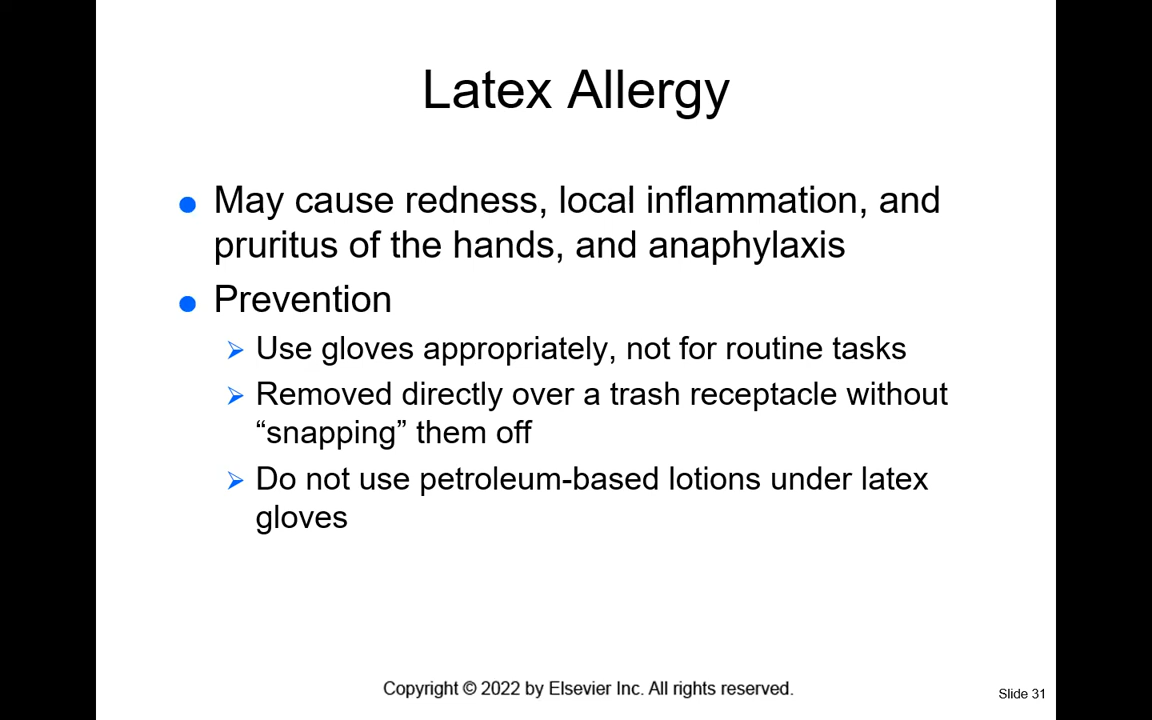 Latex Allergy
May cause redness, local inflammation, and
pruritus of the hands, and anaphylaxis
Prevention
Use gloves appropriately, not for routine tasks
Removed directly over a trash receptacle without
“snapping” them off
Do not use petroleum-based lotions under latex
gloves
Copyright © 2022 by Elsevier Inc. All rights reserved.
Slide 31